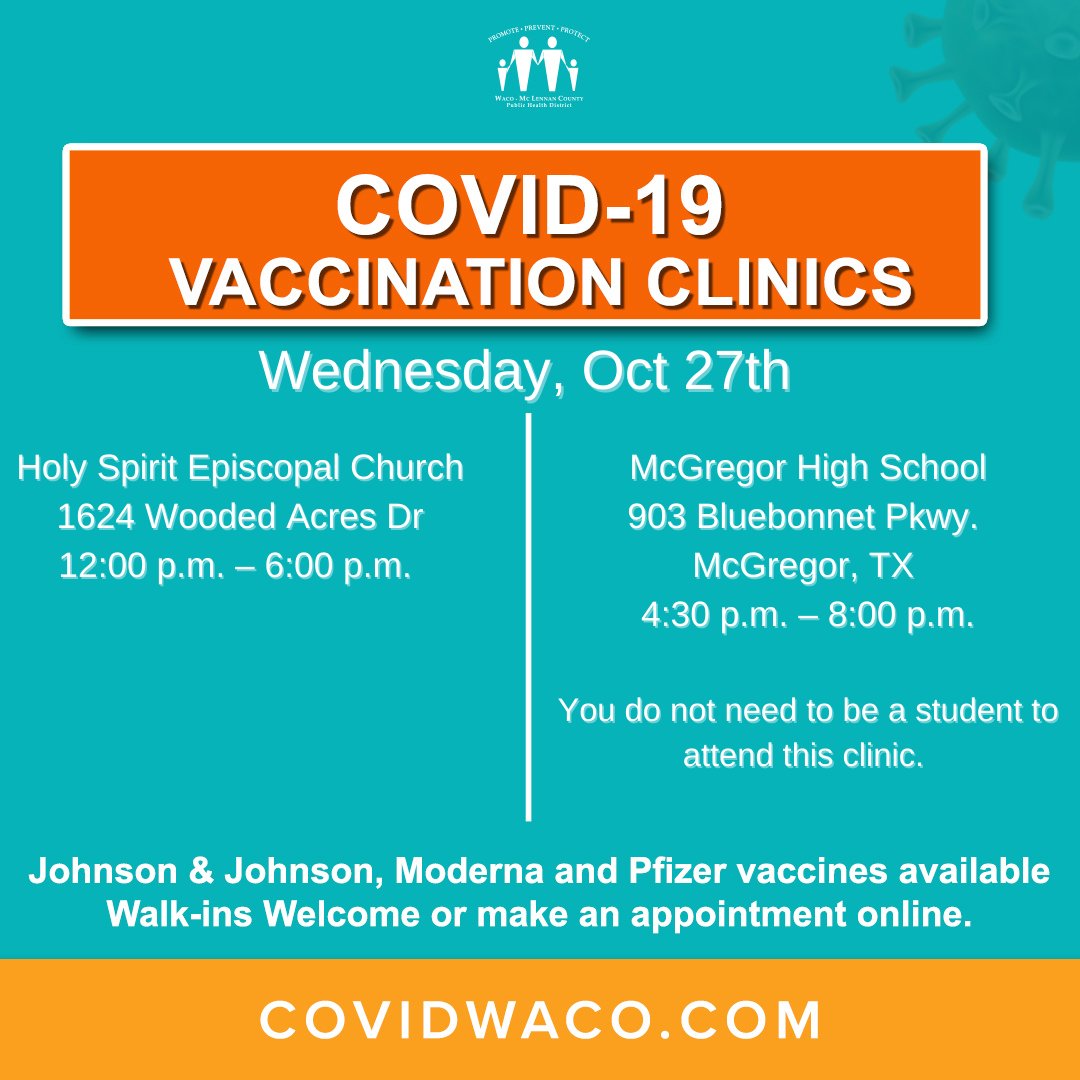 PROMOTE • PREVENT • PROTECT
WACO - MC LENNAN COUNTY
Public Health District
COVID-19
VACCINATION CLINICS
Wednesday, Oct 27th
Holy Spirit Episcopal Church
1624 Wooded Acres Dr
12:00 p.m. – 6:00 p.m.
McGregor High School
903 Bluebonnet Pkwy.
McGregor, TX
4:30 p.m. – 8:00 p.m.
You do not need to be a student to
attend this clinic.
Johnson & Johnson, Moderna and Pfizer vaccines available
Walk-ins Welcome or make an appointment online.
COVIDWACO.COM